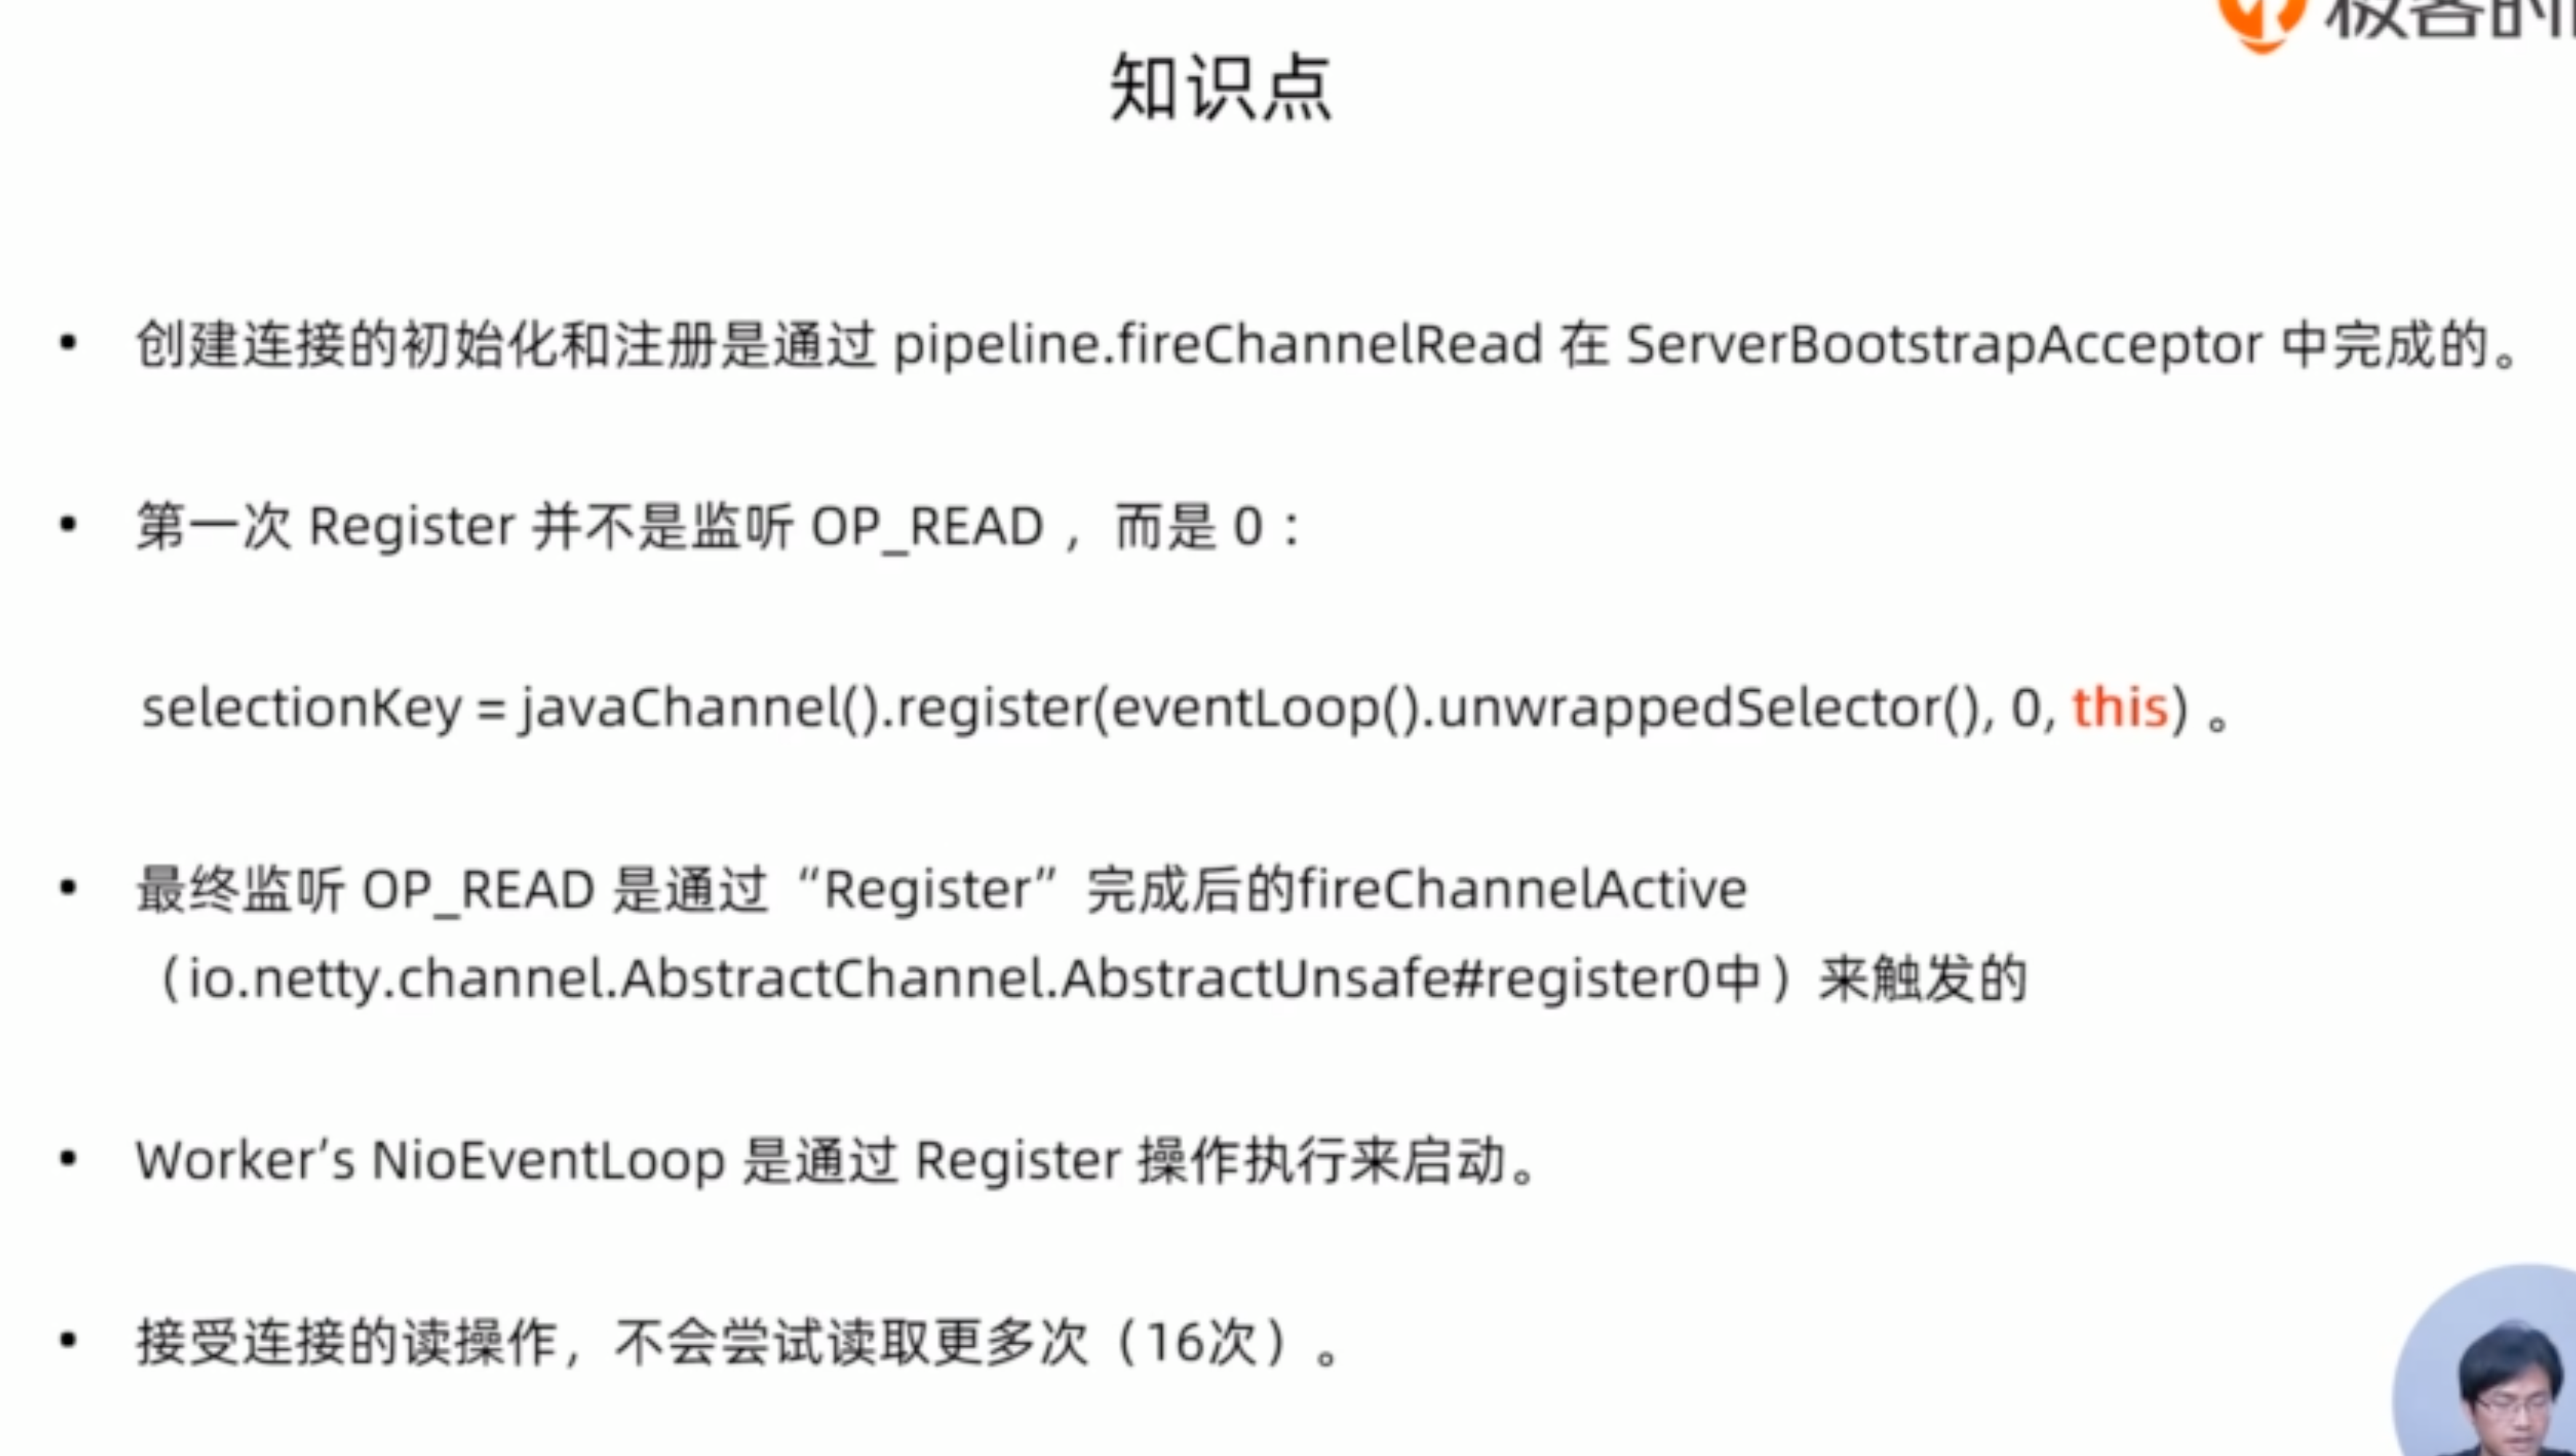 极客时
知识点
• 创建连接的初始化和注册是通过 pipeline.fireChannelRead 在 ServerBootstrapAcceptor 中完成的。
• 第一次 Register 并不是监听 OP_READ ，而是 0 :
selectionKey = javaChannel().register(eventLoop().unwrappedSelector(), 0, this) 。
• 最终监听 OP_READ 是通过“Register”完成后的fireChannelActive
（io.netty.channel.AbstractChannel.AbstractUnsafe#register0中）来触发的
• Worker’s NioEventLoop 是通过 Register 操作执行来启动。
• 接受连接的读操作，不会尝试读取更多次（16次）。